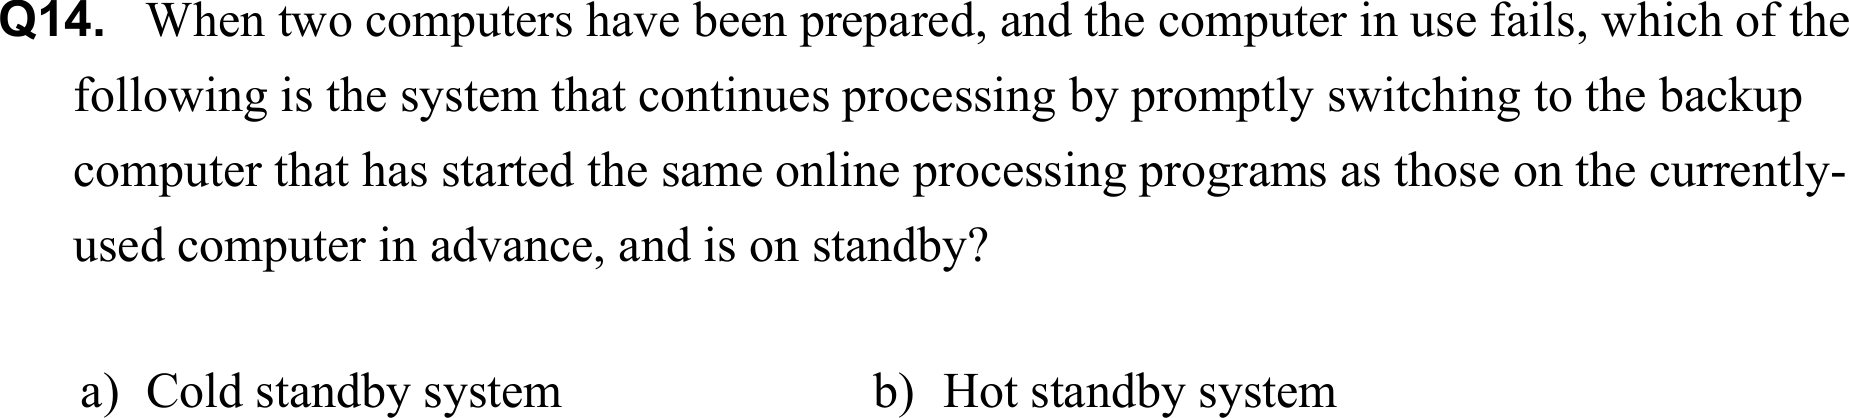 Q14. When two computers have been prepared, and the computer in use fails, which of the
following is the system that continues processing by promptly switching to the backup
computer that has started the same online processing programs as those on the currently-
used computer in advance, and is on standby?
a) Cold standby system b) Hot standby system